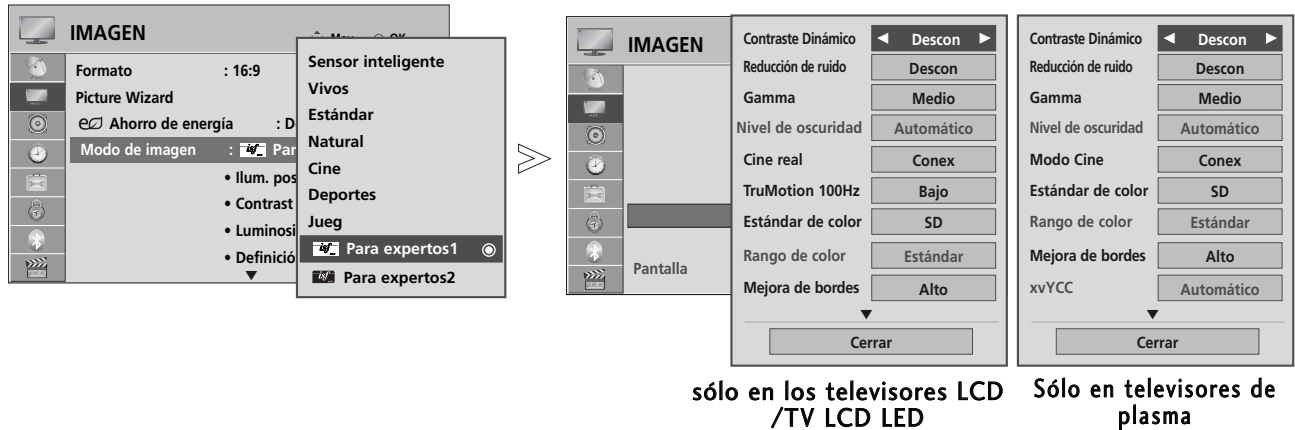 IMAGEN
Formato : 16:9
Picture Wizard
Ahorro de energía : D
Modo de imagen : isf Par
• Ilum. pos
• Contrast
• Luminosi
• Definició
▼
Sensor inteligente
Vivos
Estándar
Natural
Cine
Deportes
Jueg
isf Para expertos1
isf Para expertos2
IMAGEN
Pantalla
Contraste Dinámico ◄ Descon ►
Reducción de ruido Descon
Gamma Medio
Nivel de oscuridad Automático
Cine real Conex
TruMotion 100Hz Bajo
Estándar de color SD
Rango de color Estándar
Mejora de bordes Alto
▼
Cerrar
sólo en los televisores LCD
/TV LCD LED
Contraste Dinámico ◄ Descon ►
Reducción de ruido Descon
Gamma Medio
Nivel de oscuridad Automático
Modo Cine Conex
Estándar de color SD
Rango de color Estándar
Mejora de bordes Alto
xvYCC Automático
▼
Cerrar
Sólo en televisores de
plasma